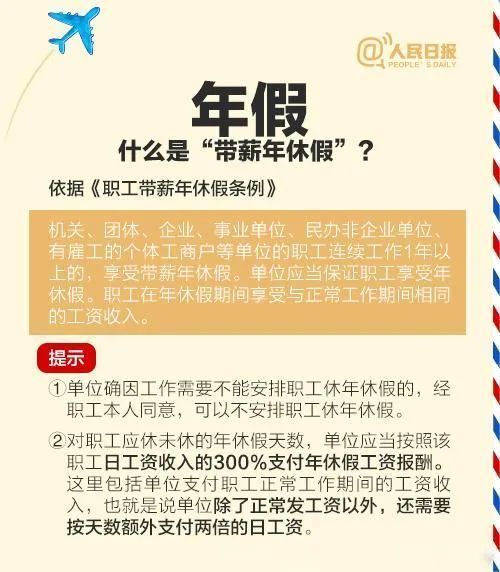 @人民日报
PEOPLE'S DAILY
年假
什么是“带薪年休假”？
依据《职工带薪年休假条例》
机关、团体、企业、事业单位、民办非企业单位、
有雇工的个体工商户等单位的职工连续工作1年以
上的，享受带薪年休假。单位应当保证职工享受年
休假。职工在年休假期间享受与正常工作期间相同
的工资收入。
提示
①单位确因工作需要不能安排职工休年休假的，经
职工本人同意，可以不安排职工休年休假。
②对职工应休未休的年休假天数，单位应当按照该
职工日工资收入的300%支付年休假工资报酬。
这里包括单位支付职工正常工作期间的工资收
入，也就是说单位除了正常发工资以外，还需要
按天数额外支付两倍的日工资。